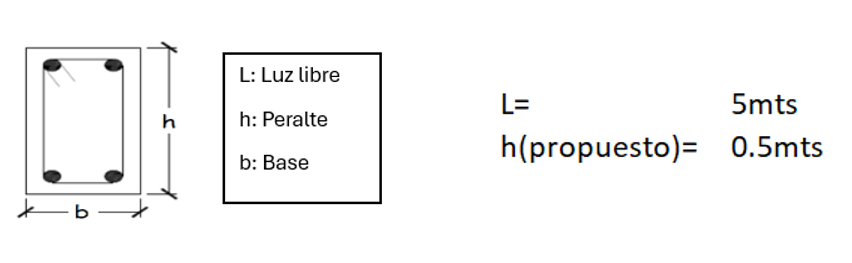 h
b
L: Luz libre
h: Peralte
b: Base
L= 5mts
h(propuesto)= 0.5mts